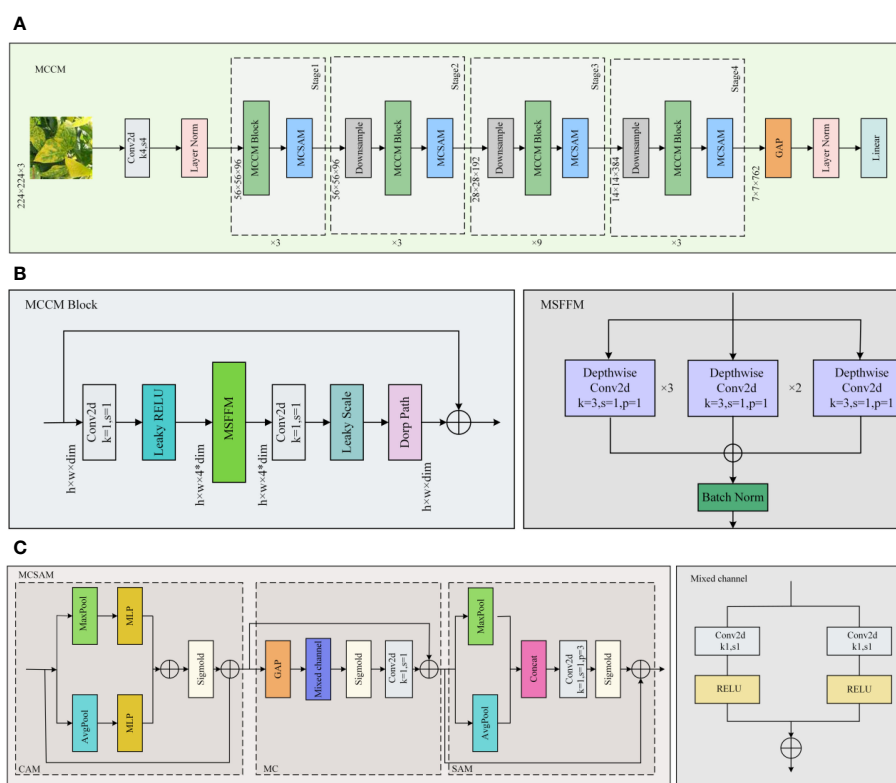 A
MCCM
224×224×3
Conv2d
k4,s4
Layer Norm
56×56×96
Stage1
MCCM Block
MCSAM
×3
56×56×96
Stage2
Downsample
MCCM Block
MCSAM
×3
28×28×192
Stage3
Downsample
MCCM Block
MCSAM
×9
14×14×384
Stage4
Downsample
MCCM Block
MCSAM
×3
7×7×762
GAP
Layer Norm
Linear
B
MCCM Block
h×w×dim
Conv2d
k=1,s=1
Leaky RELU
h×w×4*dim
MSFFM
h×w×4*dim
Conv2d
k=1,s=1
Leaky Scale
Dorp Path
h×w×dim
MSFFM
Depthwise
Conv2d
k=3,s=1,p=1
×3
Depthwise
Conv2d
k=3,s=1,p=1
×2
Depthwise
Conv2d
k=3,s=1,p=1
Batch Norm
C
MCSAM
MaxPool
MLP
AvgPool
MLP
Sigmold
CAM
GAP
Mixed channel
Sigmold
Conv2d
k=1,s=1
MC
MaxPool
AvgPool
Concat
Conv2d
k=1,s=1,p=3
Sigmold
SAM
Mixed channel
Conv2d
k1,s1
RELU
Conv2d
k1,s1
RELU